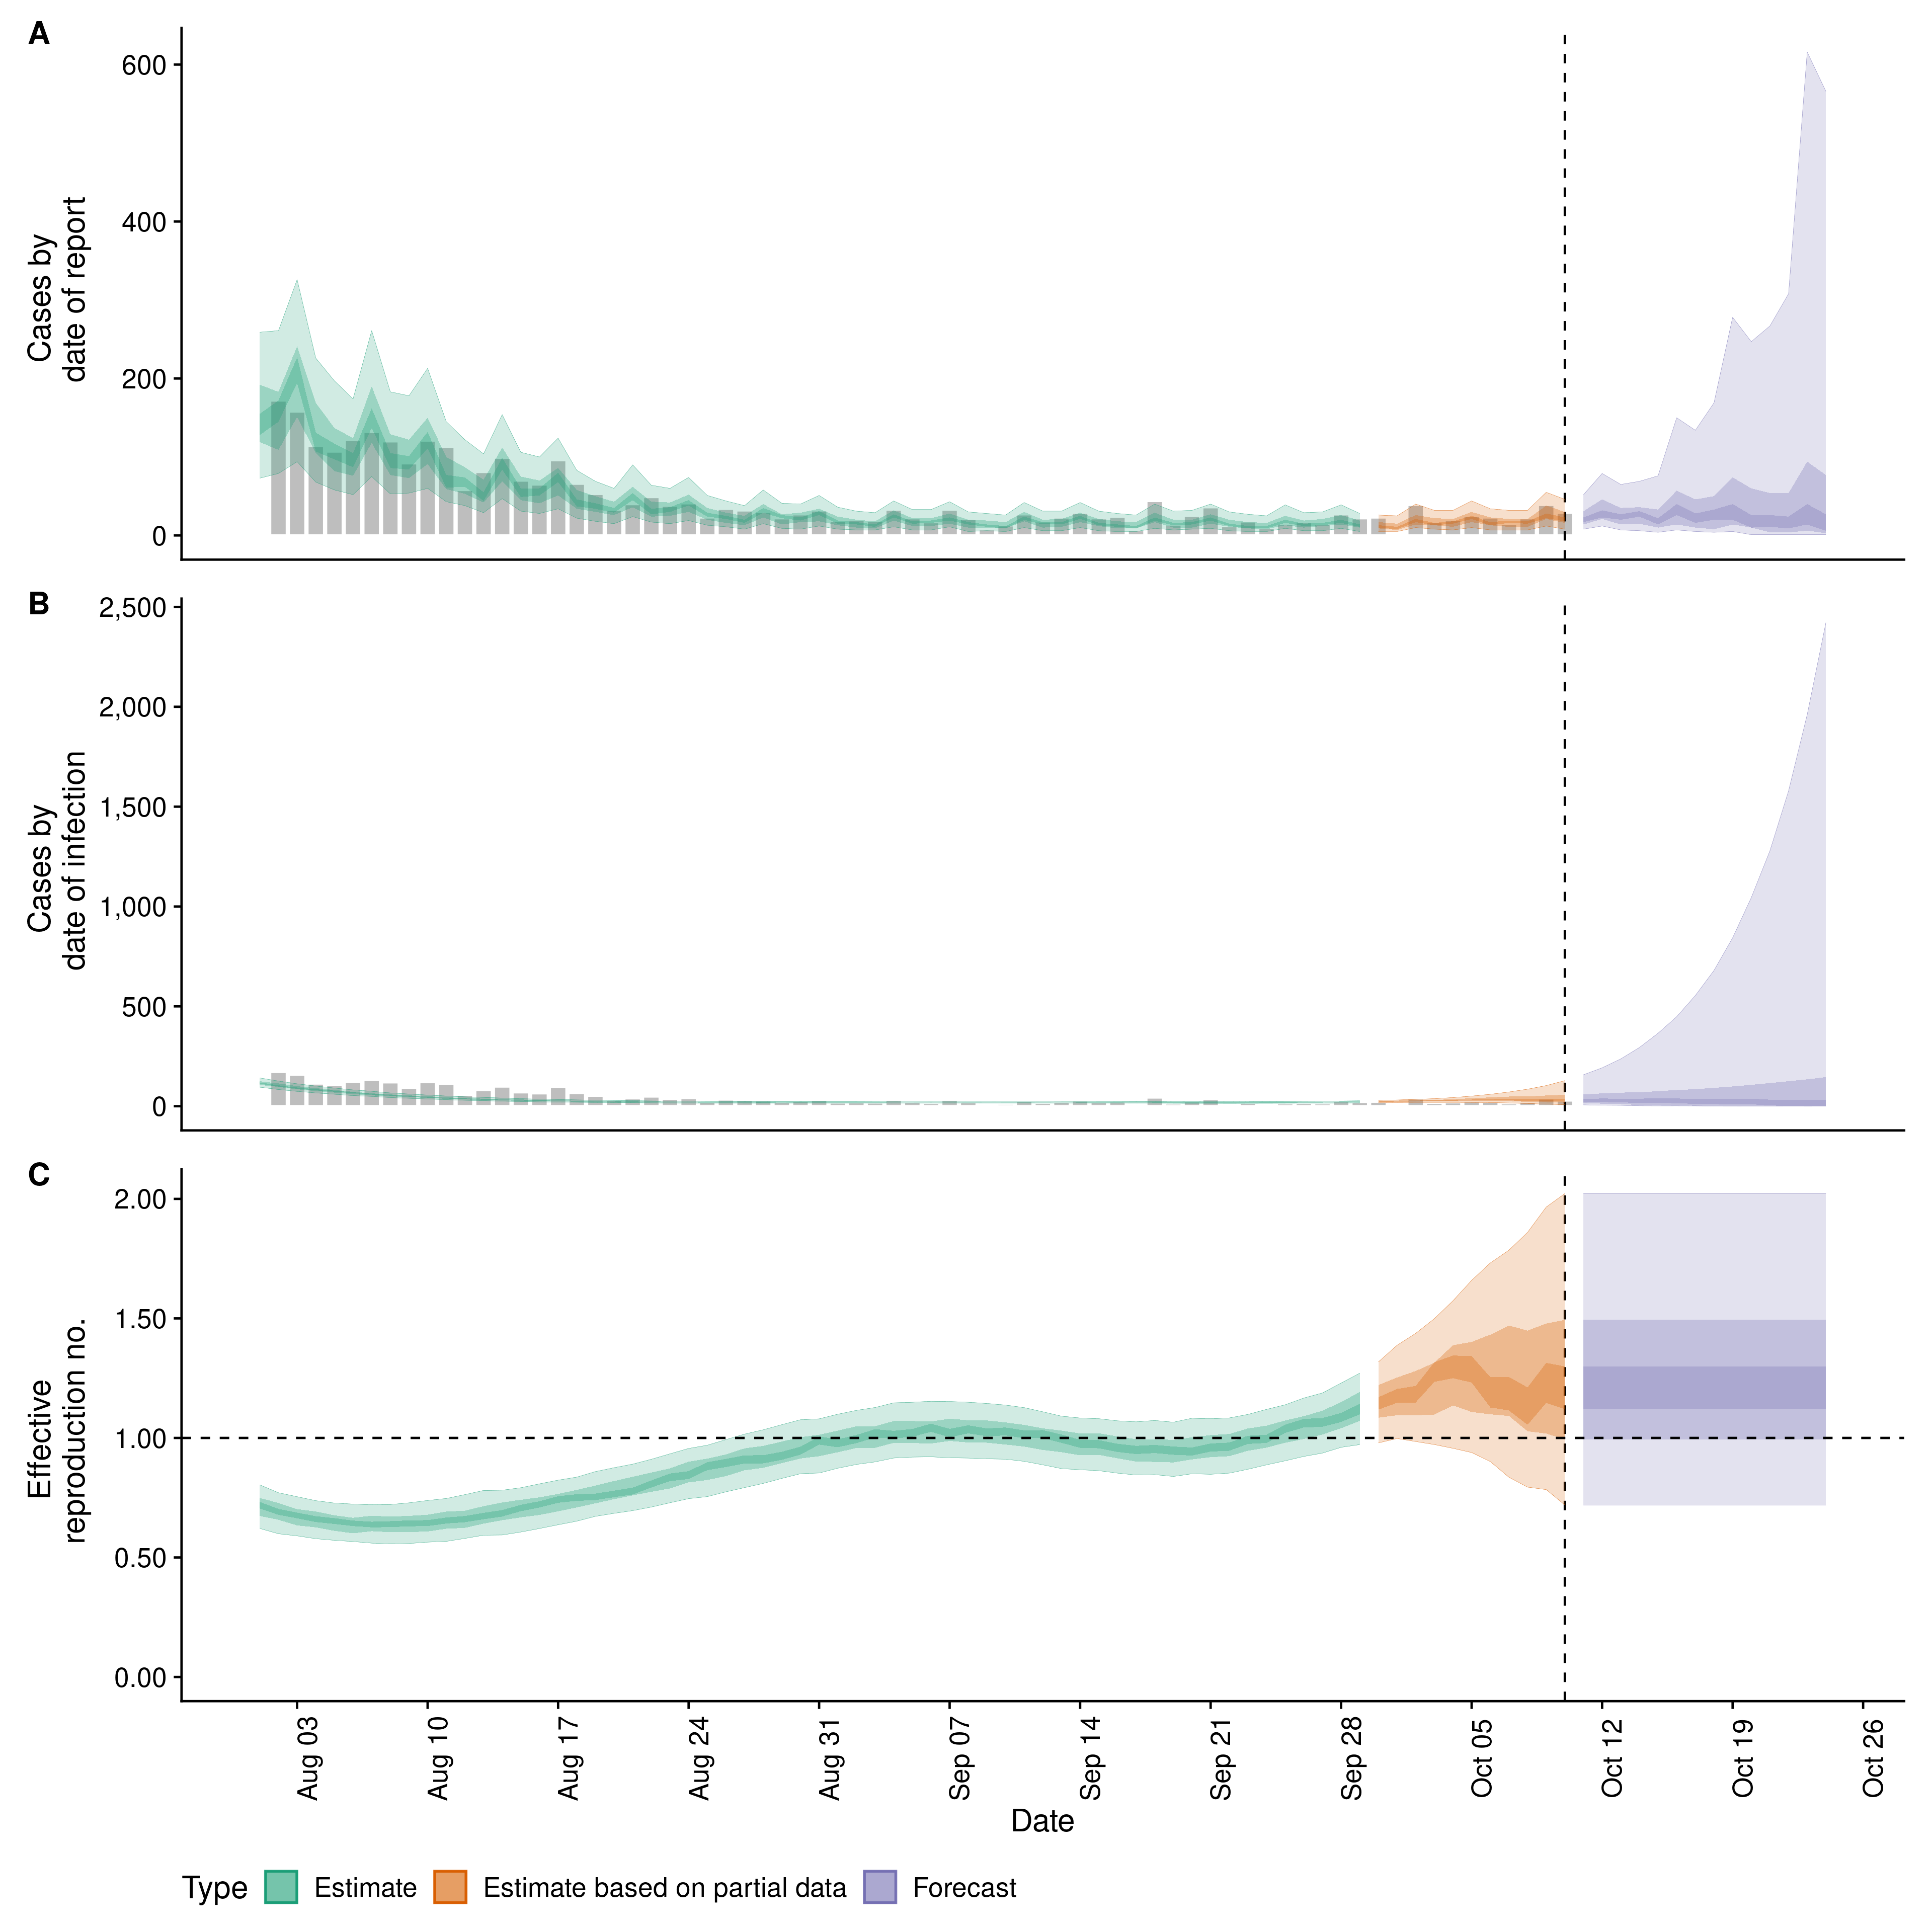 A
Cases by
date of report
600
400
200
0
B
Cases by
date of infection
2,500
2,000
1,500
1,000
500
0
C
Effective
reproduction no.
2.00
1.50
1.00
0.50
0.00
Aug 03
Aug 10
Aug 17
Aug 24
Aug 31
Sep 07
Sep 14
Sep 21
Sep 28
Oct 05
Oct 12
Oct 19
Oct 26
Date
Type Estimate Estimate based on partial data Forecast